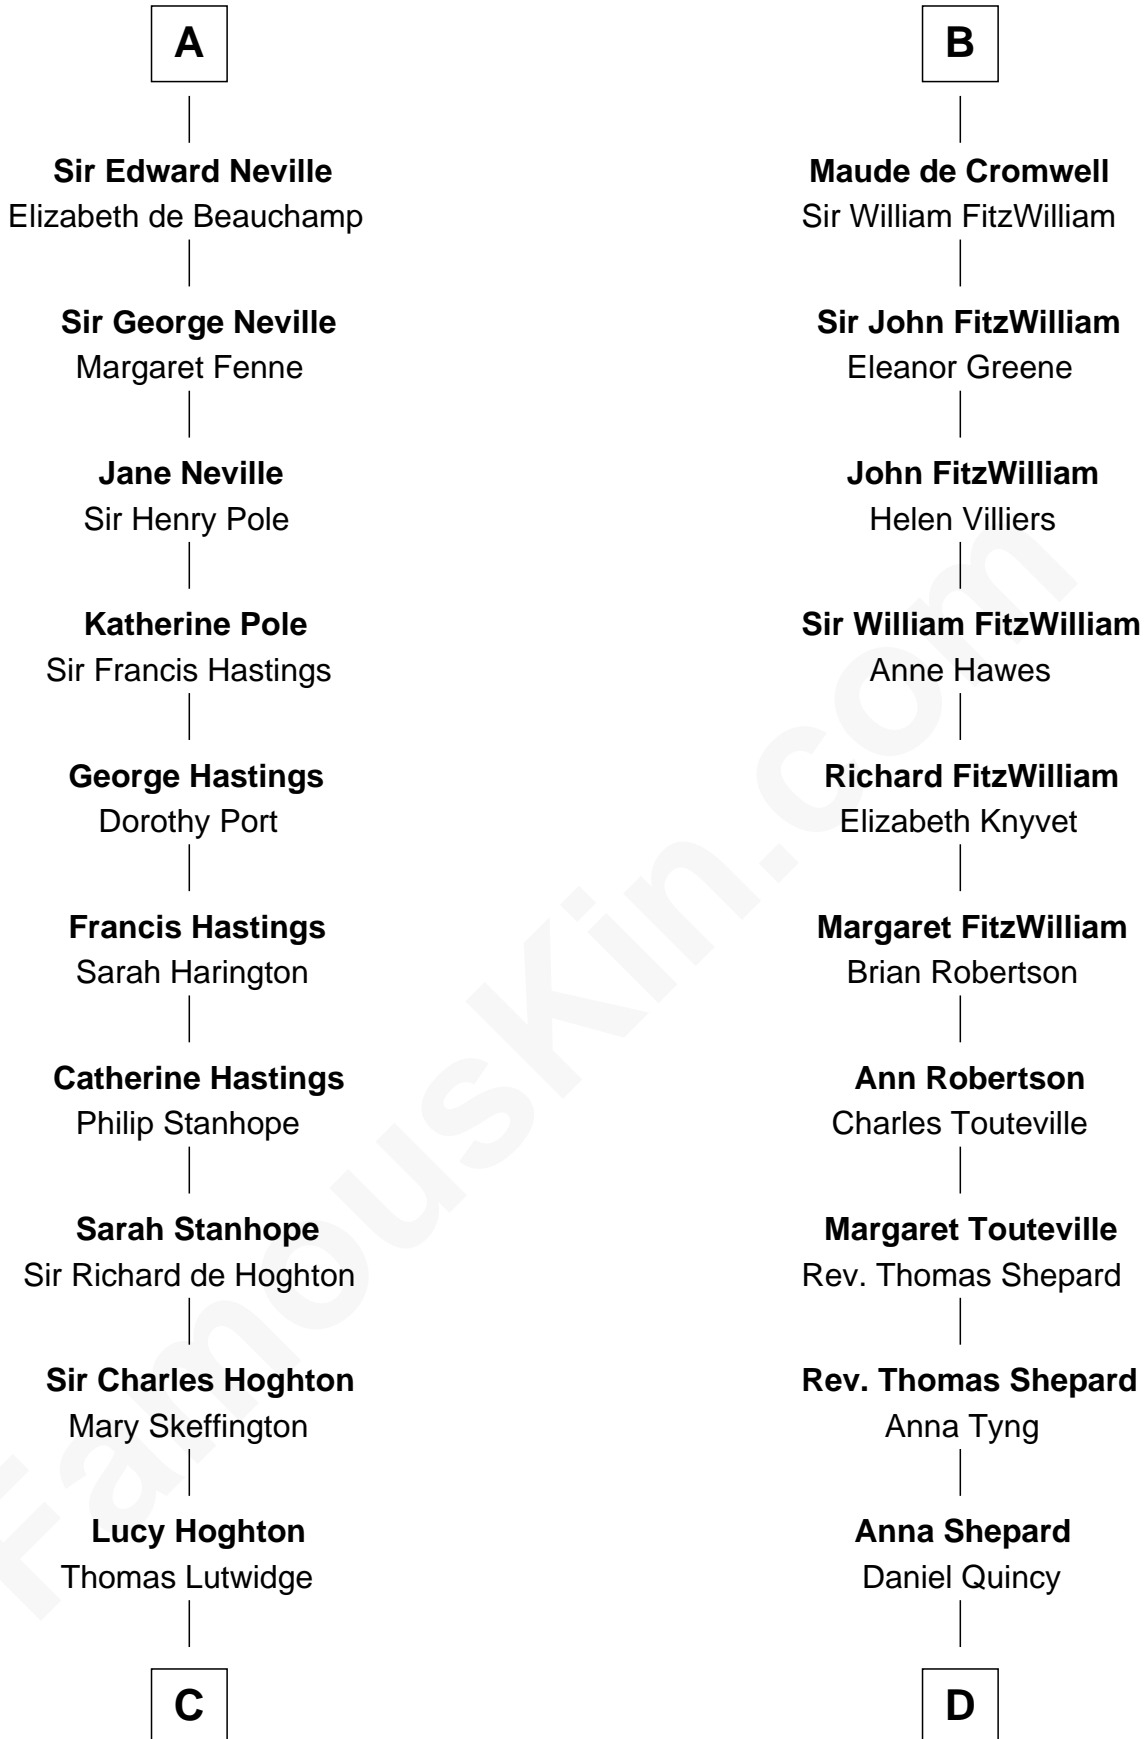 A
Sir Edward Neville
Elizabeth de Beauchamp
Sir George Neville
Margaret Fenne
Jane Neville
Sir Henry Pole
Katherine Pole
Sir Francis Hastings
George Hastings
Dorothy Port
Francis Hastings
Sarah Harington
Catherine Hastings
Philip Stanhope
Sarah Stanhope
Sir Richard de Hoghton
Sir Charles Hoghton
Mary Skeffington
Lucy Hoghton
Thomas Lutwidge
C
B
Maude de Cromwell
Sir William FitzWilliam
Sir John FitzWilliam
Eleanor Greene
John FitzWilliam
Helen Villiers
Sir William FitzWilliam
Anne Hawes
Richard FitzWilliam
Elizabeth Knyvet
Margaret FitzWilliam
Brian Robertson
Ann Robertson
Charles Touteville
Margaret Touteville
Rev. Thomas Shepard
Rev. Thomas Shepard
Anna Tyng
Anna Shepard
Daniel Quincy
D
FamousKin.com